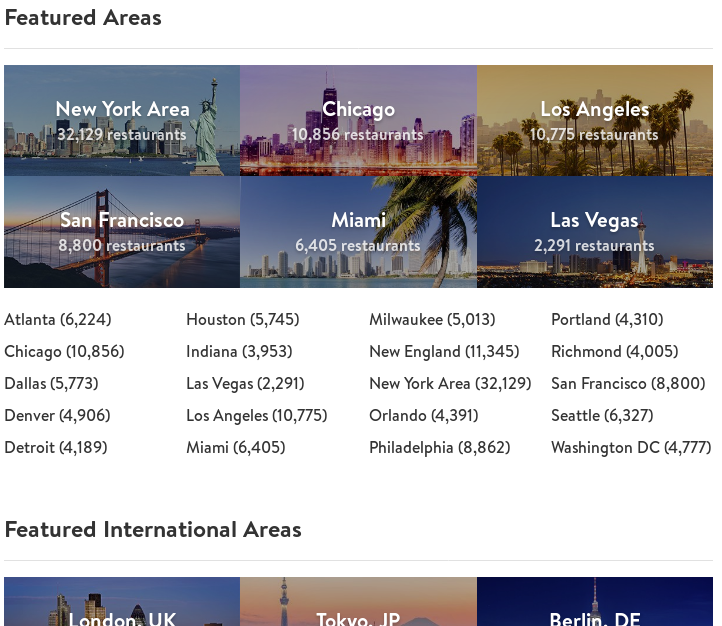 Featured Areas
New York Area
32,129 restaurants
Chicago
10,856 restaurants
Los Angeles
10,775 restaurants
San Francisco
8,800 restaurants
Miami
6,405 restaurants
Las Vegas
2,291 restaurants
Atlanta (6,224)
Chicago (10,856)
Dallas (5,773)
Denver (4,906)
Detroit (4,189)
Houston (5,745)
Indiana (3,953)
Las Vegas (2,291)
Los Angeles (10,775)
Miami (6,405)
Milwaukee (5,013)
New England (11,345)
New York Area (32,129)
Orlando (4,391)
Philadelphia (8,862)
Portland (4,310)
Richmond (4,005)
San Francisco (8,800)
Seattle (6,327)
Washington DC (4,777)
Featured International Areas
London, UK
Tokyo, JP
Berlin, DE